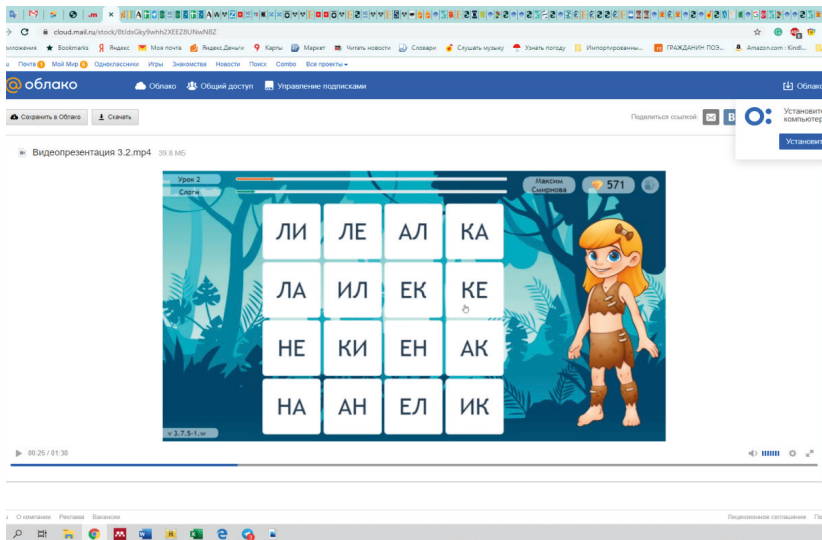 cloud.mail.ru/stock/
Bookmarks Яндекс Моя почта Яндекс.Деньги Карты Маркет Читать новости Словари Слушать музыку Узнать погоду Импортированны... ГРАЖДАНИН ПОЭ... Amazon.com : Kindl...
Почта Мой Мир Одноклассники Игры Знакомства Новости Поиск Combo Все проекты
облако Облако Общий доступ Управление подписками Облако
Сохранить в Облако Скачать Поделиться ссылкой: B
Установите
компьютер
Установить
Видеопрезентация 3.2.mp4 39.8 МБ
Урок 2
Слоги
Максим
Смирнова
571
ЛИ ЛЕ АЛ КА
ЛА ИЛ ЕК КЕ
НЕ КИ ЕН АК
НА АН ЕЛ ИК
v 3.7.5-1.w
00:25 / 01:30
О компании Реклама Вакансии Лицензионное соглашение